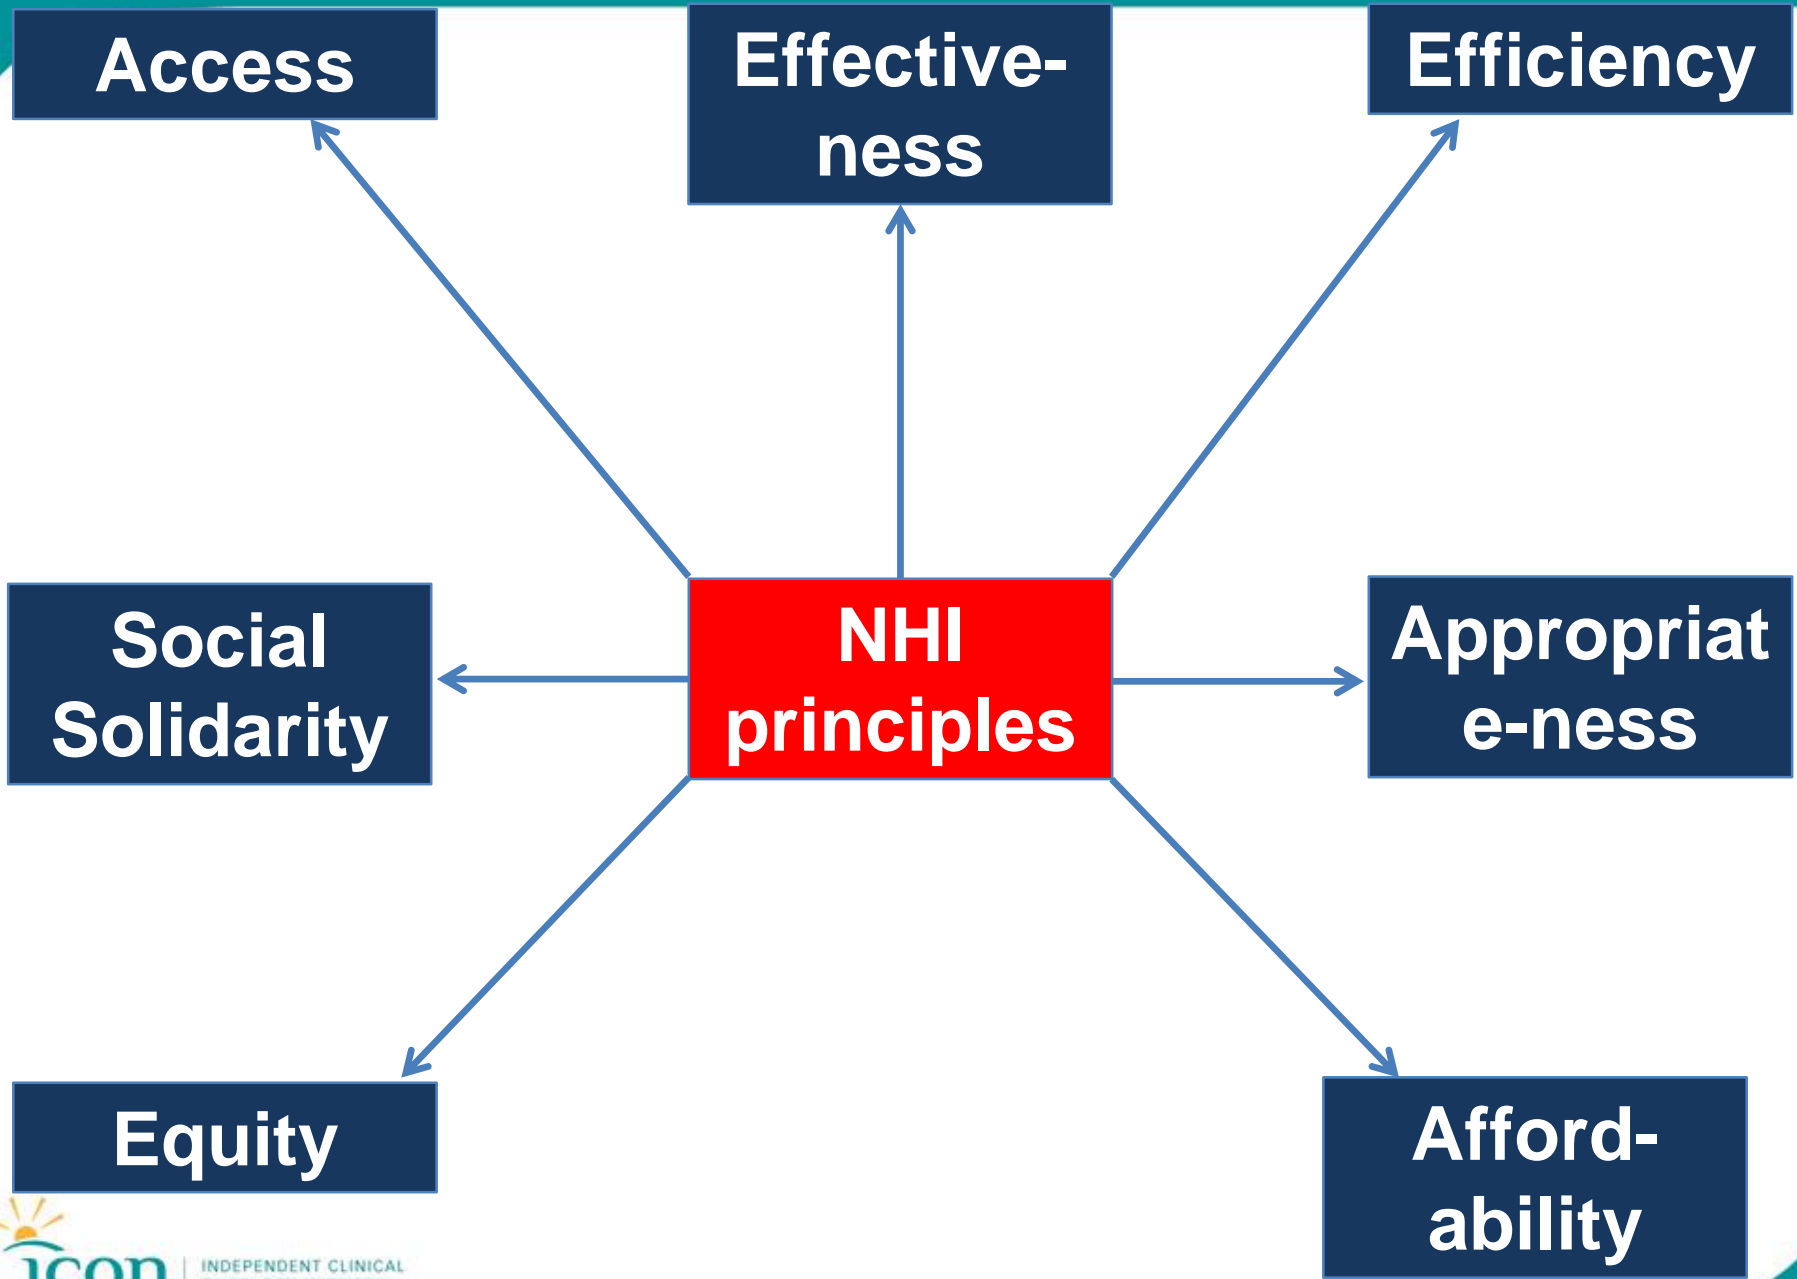 Access
Effective-
ness
Efficiency
Social
Solidarity
NHI
principles
Appropriat
e-ness
Equity
Afford-
ability
icon
INDEPENDENT CLINICAL